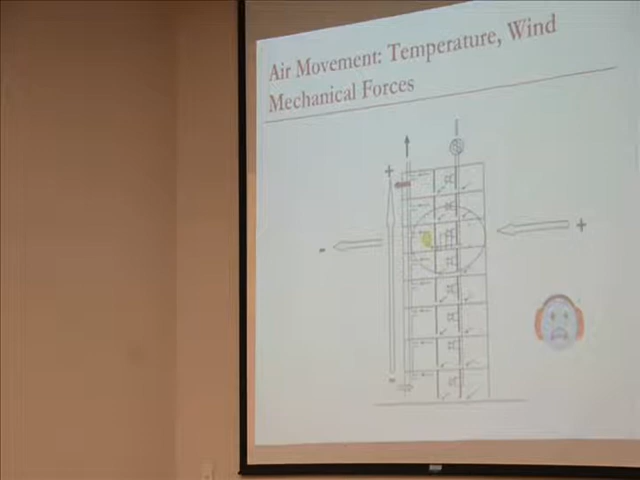 Air Movement: Temperature, Wind
Mechanical Forces
+
-
+
-